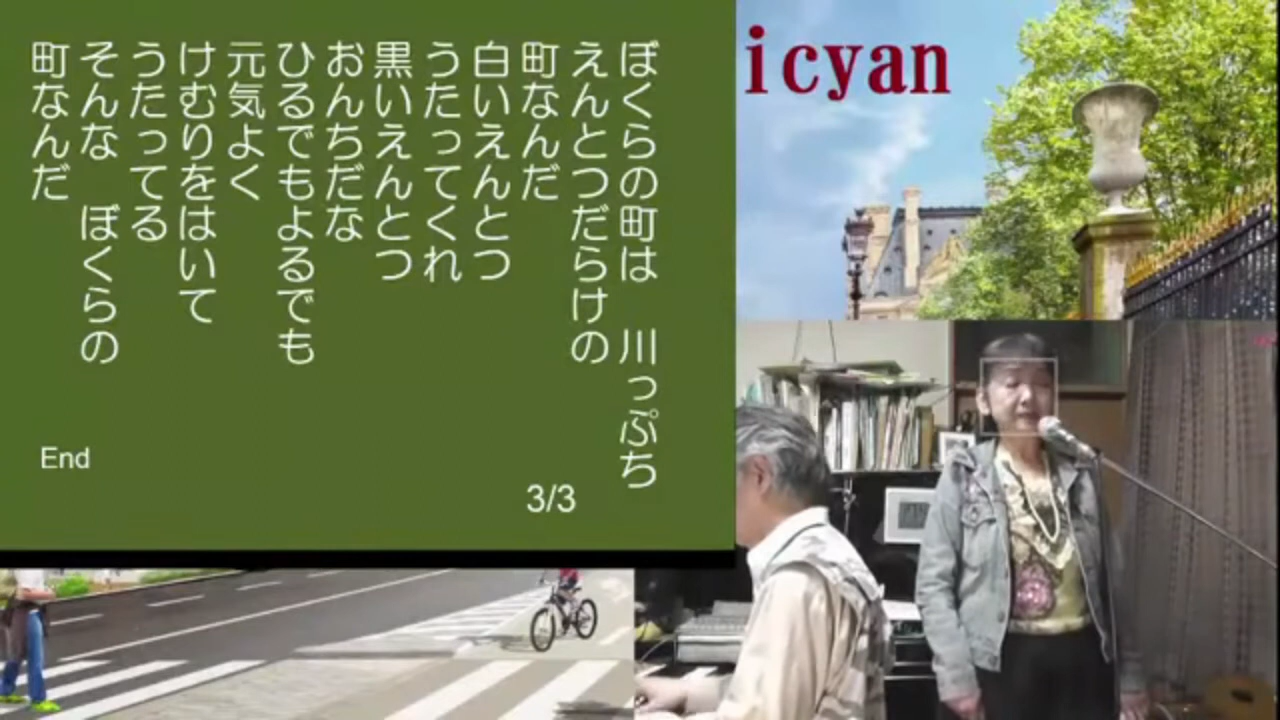 ぼくらの町は　川っぷち
えんとつだらけの
町なんだ
白いえんとつ
うたってくれ
黒いえんとつ
おんちだな
ひるでもよるでも
元気よく
けむりをはいて
うたってる
そんな　ぼくらの
町なんだ
3/3
End
icyan